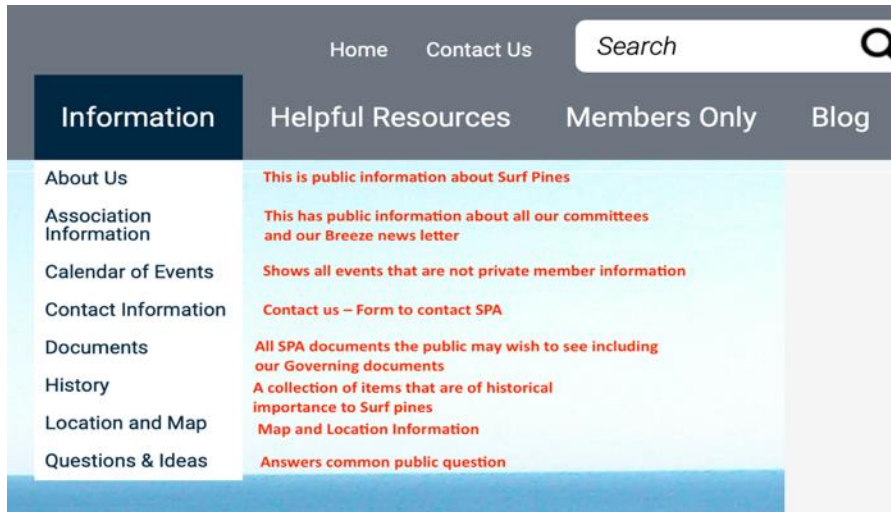 Home Contact Us Search
Information Helpful Resources Members Only Blog
About Us This is public information about Surf Pines
Association This has public information about all our committees
Information and our Breeze news letter
Calendar of Events Shows all events that are not private member information
Contact Information Contact us – Form to contact SPA
Documents All SPA documents the public may wish to see including
our Governing documents
History A collection of items that are of historical
importance to Surf pines
Location and Map Map and Location Information
Questions & Ideas Answers common public question